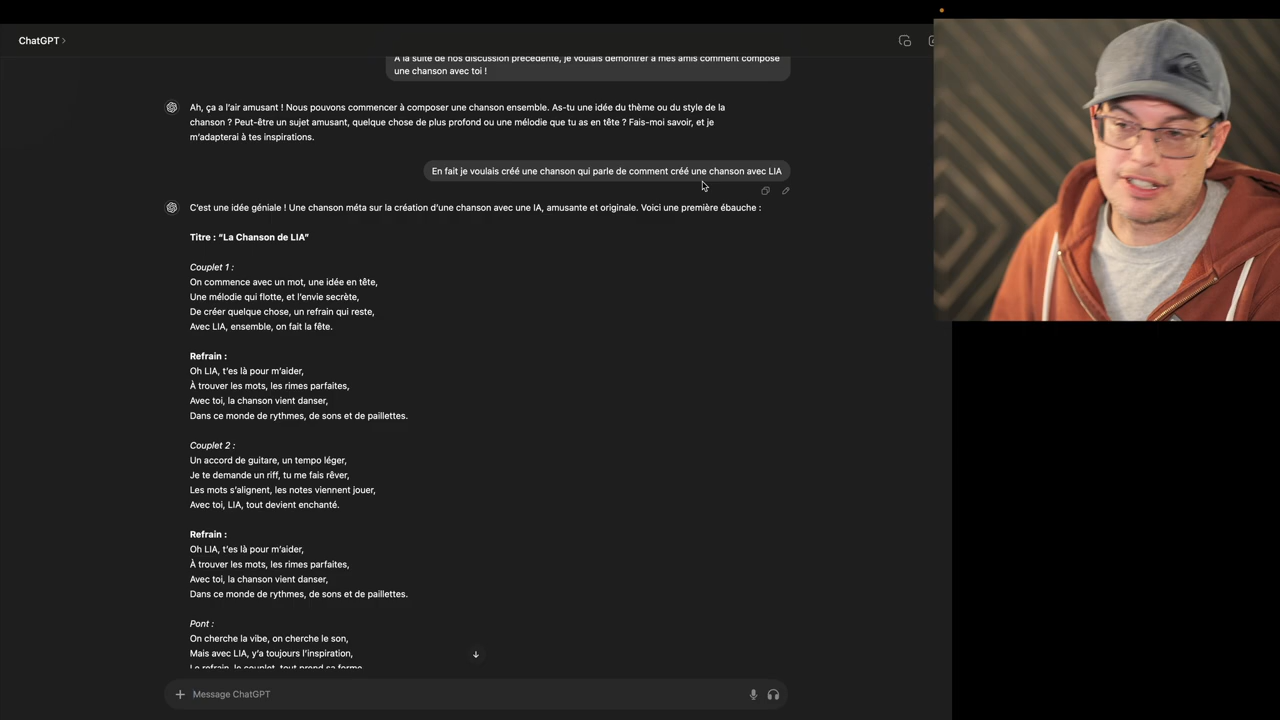 ChatGPT
À la suite de nos discussion précédente, je voulais démontrer à mes amis comment composé
une chanson avec toi !
Ah, ça a l’air amusant ! Nous pouvons commencer à composer une chanson ensemble. As-tu une idée du thème ou du style de la
chanson ? Peut-être un sujet amusant, quelque chose de plus profond ou une mélodie que tu as en tête ? Fais-moi savoir, et je
m’adapterai à tes inspirations.
En fait je voulais créé une chanson qui parle de comment créé une chanson avec LIA
C’est une idée géniale ! Une chanson méta sur la création d’une chanson avec une IA, amusante et originale. Voici une première ébauche :
Titre : “La Chanson de LIA”
Couplet 1 :
On commence avec un mot, une idée en tête,
Une mélodie qui flotte, et l’envie secrète,
De créer quelque chose, un refrain qui reste,
Avec LIA, ensemble, on fait la fête.
Refrain :
Oh LIA, t’es là pour m’aider,
À trouver les mots, les rimes parfaites,
Avec toi, la chanson vient danser,
Dans ce monde de rythmes, de sons et de paillettes.
Couplet 2 :
Un accord de guitare, un tempo léger,
Je te demande un riff, tu me fais rêver,
Les mots s’alignent, les notes viennent jouer,
Avec toi, LIA, tout devient enchanté.
Refrain :
Oh LIA, t’es là pour m’aider,
À trouver les mots, les rimes parfaites,
Avec toi, la chanson vient danser,
Dans ce monde de rythmes, de sons et de paillettes.
Pont :
On cherche la vibe, on cherche le son,
Mais avec LIA, y’a toujours l’inspiration,
Le refrain, le couplet, tout prend sa forme
Message ChatGPT